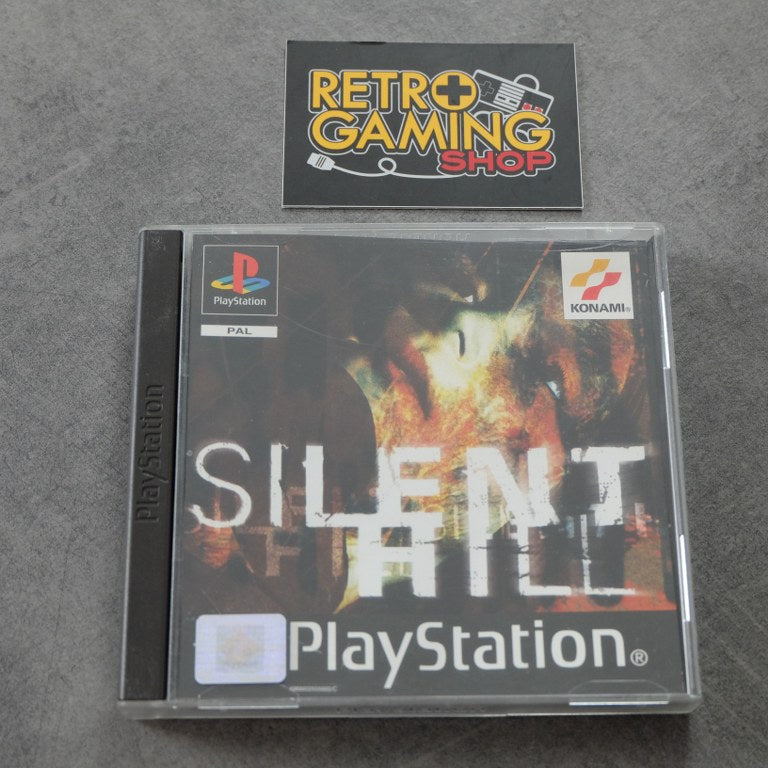 RETRO
GAMING
SHOP
PlayStation
PAL
KONAMI®
PlayStation
SILENT
HILL
PlayStation®